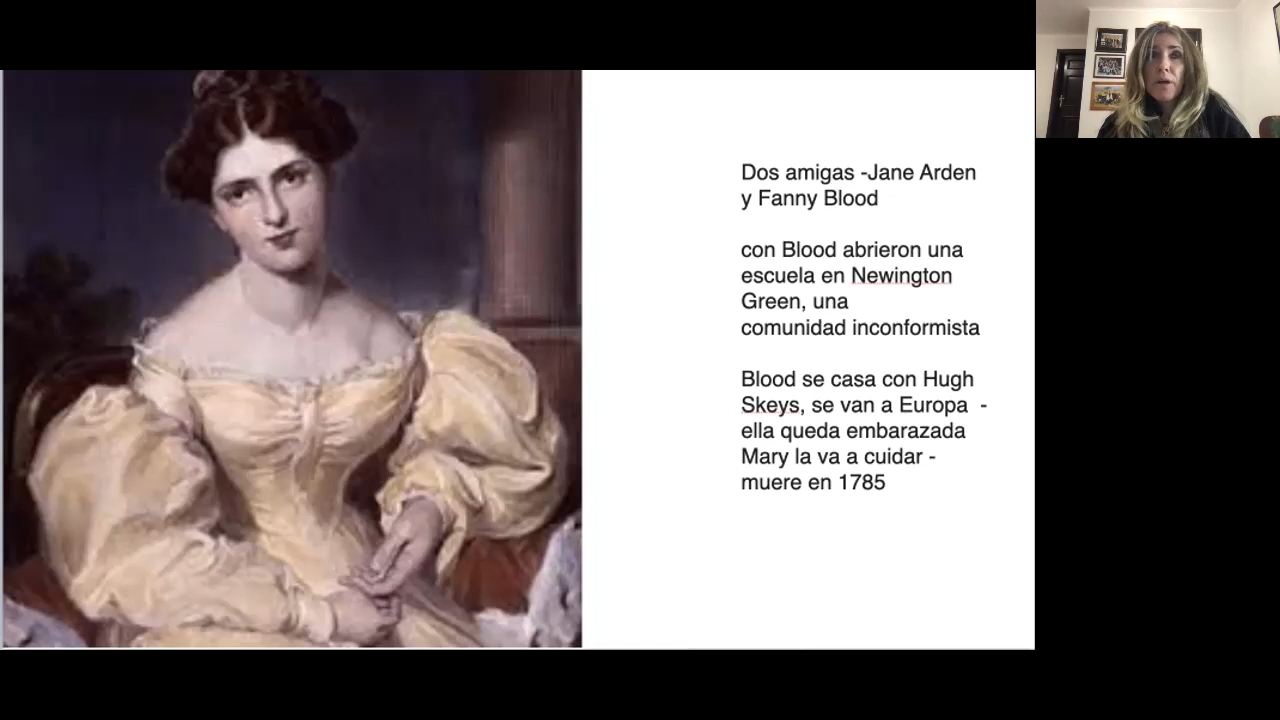 Dos amigas -Jane Arden
y Fanny Blood
con Blood abrieron una
escuela en Newington
Green, una
comunidad inconformista
Blood se casa con Hugh
Skeys, se van a Europa  -
ella queda embarazada
Mary la va a cuidar -
muere en 1785